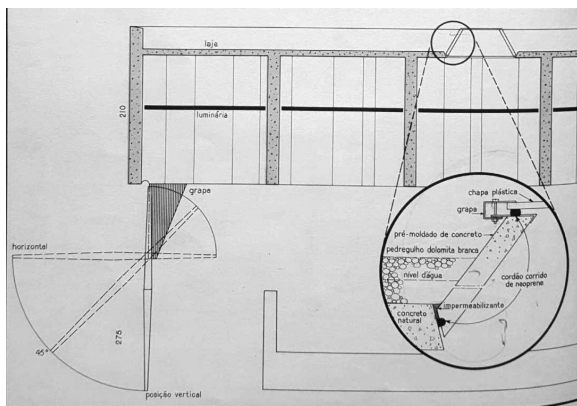 laje
210
luminária
grapa
horizontal
45°
275
posição vertical
chapa plástica
grapa
pré-moldado de concreto
pedregulho dolomita branca
nível d'água
cordão corrido
de neoprene
impermeabilizante
concreto
natural